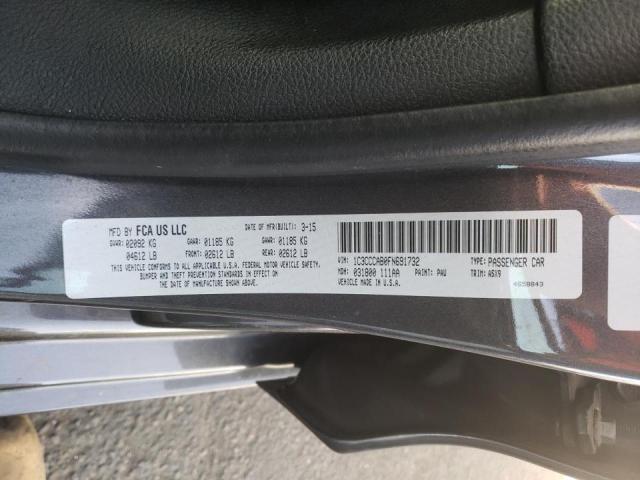 MFD BY FCA US LLC DATE OF MFR(BUILT): 3-15
GVWR: 02092 KG GAWR: 01185 KG GAWR: 01185 KG
04612 LB FRONT: 02612 LB REAR: 02612 LB
THIS VEHICLE CONFORMS TO ALL APPLICABLE U.S.A. FEDERAL MOTOR VEHICLE SAFETY,
BUMPER AND THEFT PREVENTION STANDARDS IN EFFECT ON
THE DATE OF MANUFACTURE SHOWN ABOVE.
VIN: 1C3CCCAB0FN691732 TYPE: PASSENGER CAR
MDH: 031800 111AA PAINT: PAU TRIM: A5X9
VEHICLE MADE IN U.S.A. 4658843